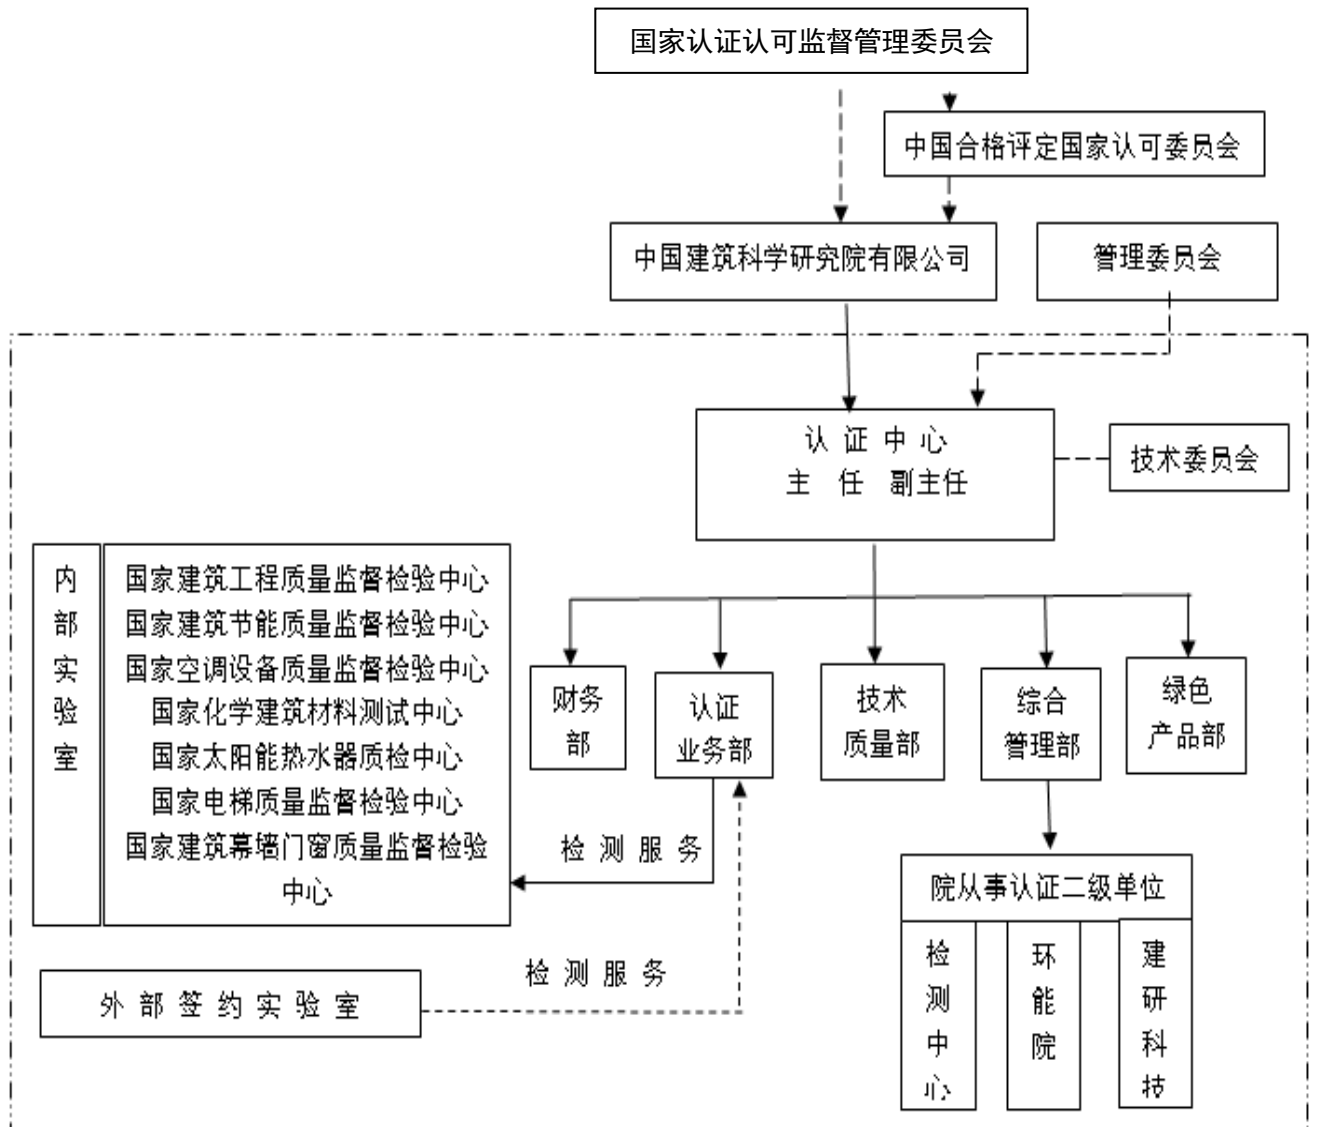 国家认证认可监督管理委员会
中国合格评定国家认可委员会
中国建筑科学研究院有限公司
管理委员会
认 证 中 心
主 任 副主任
技术委员会
内
部
实
验
室
国家建筑工程质量监督检验中心
国家建筑节能质量监督检验中心
国家空调设备质量监督检验中心
国家化学建筑材料测试中心
国家太阳能热水器质检中心
国家电梯质量监督检验中心
国家建筑幕墙门窗质量监督检验
中心
财务
部
认证
业务部
技术
质量部
综合
管理部
绿色
产品部
检 测 服 务
院从事认证二级单位
检
测
中
心
环
能
院
建
研
科
技
检 测 服 务
外 部 签 约 实 验 室